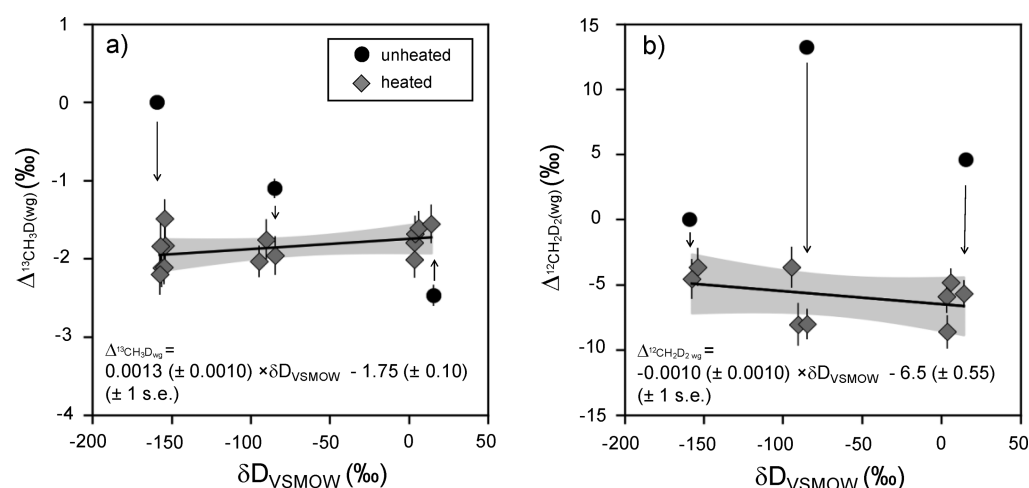 a)
unheated
heated
1
0
-1
-2
-3
-4
Δ¹³CH₃D(wg) (‰)
Δ¹³CH₃Dwg =
0.0013 (± 0.0010) ×δDVSMOW - 1.75 (± 0.10)
(± 1 s.e.)
-200 -150 -100 -50 0 50
δDVSMOW (‰)
b)
15
10
5
0
-5
-10
-15
Δ¹²CH₂D₂(wg) (‰)
Δ¹²CH₂D₂ wg =
-0.0010 (± 0.0010) ×δDVSMOW - 6.5 (± 0.55)
(± 1 s.e.)
-200 -150 -100 -50 0 50
δDVSMOW (‰)